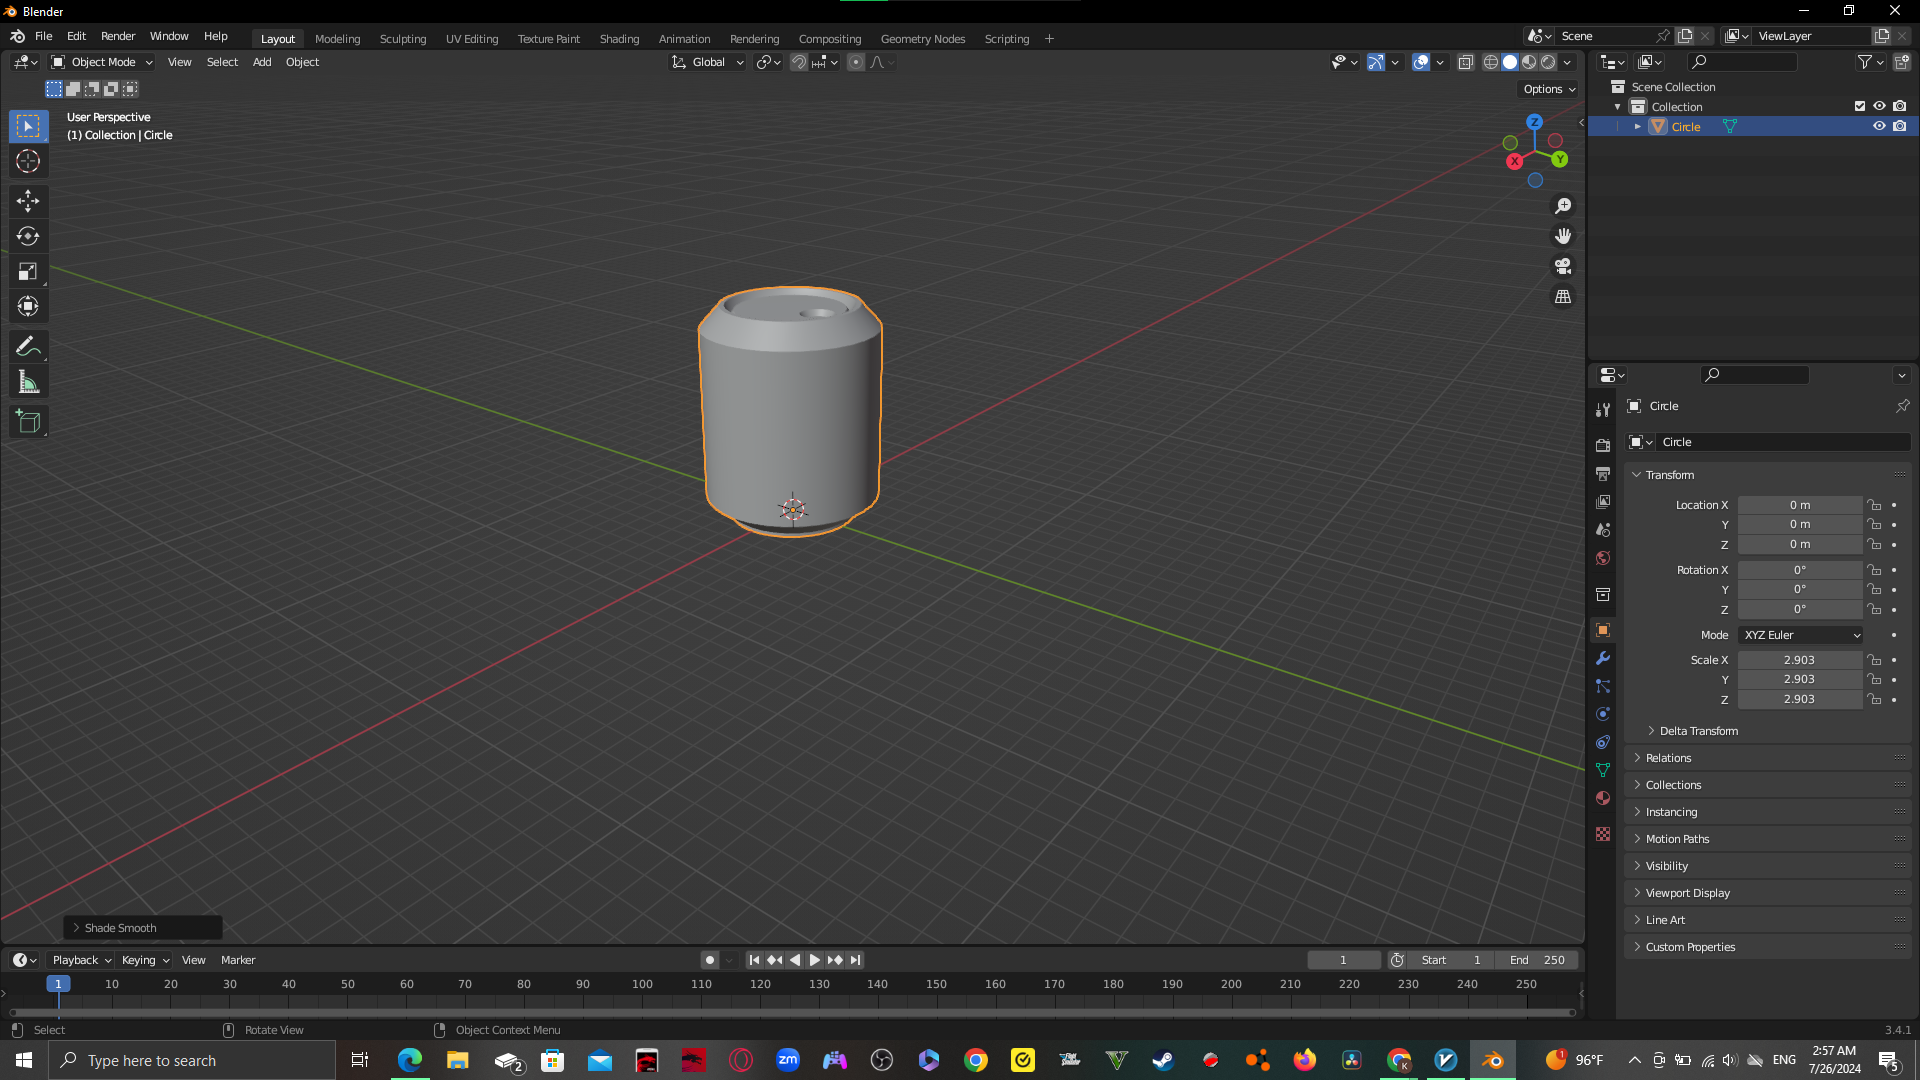 Blender
File Edit Render Window Help Layout Modeling Sculpting UV Editing Texture Paint Shading Animation Rendering Compositing Geometry Nodes Scripting + Scene ViewLayer
Object Mode View Select Add Object Global
Options
User Perspective
(1) Collection | Circle
Z
X Y
Scene Collection
Collection
Circle
Circle
Circle
Transform
Location X 0 m
Y 0 m
Z 0 m
Rotation X 0°
Y 0°
Z 0°
Mode XYZ Euler
Scale X 2.903
Y 2.903
Z 2.903
Delta Transform
Relations
Collections
Instancing
Motion Paths
Visibility
Viewport Display
Line Art
Custom Properties
Shade Smooth
Playback Keying View Marker 1 Start 1 End 250
1 10 20 30 40 50 60 70 80 90 100 110 120 130 140 150 160 170 180 190 200 210 220 230 240 250
Select Rotate View Object Context Menu 3.4.1
Type here to search 2 zm K 1 96°F ENG 2:57 AM
7/26/2024 5